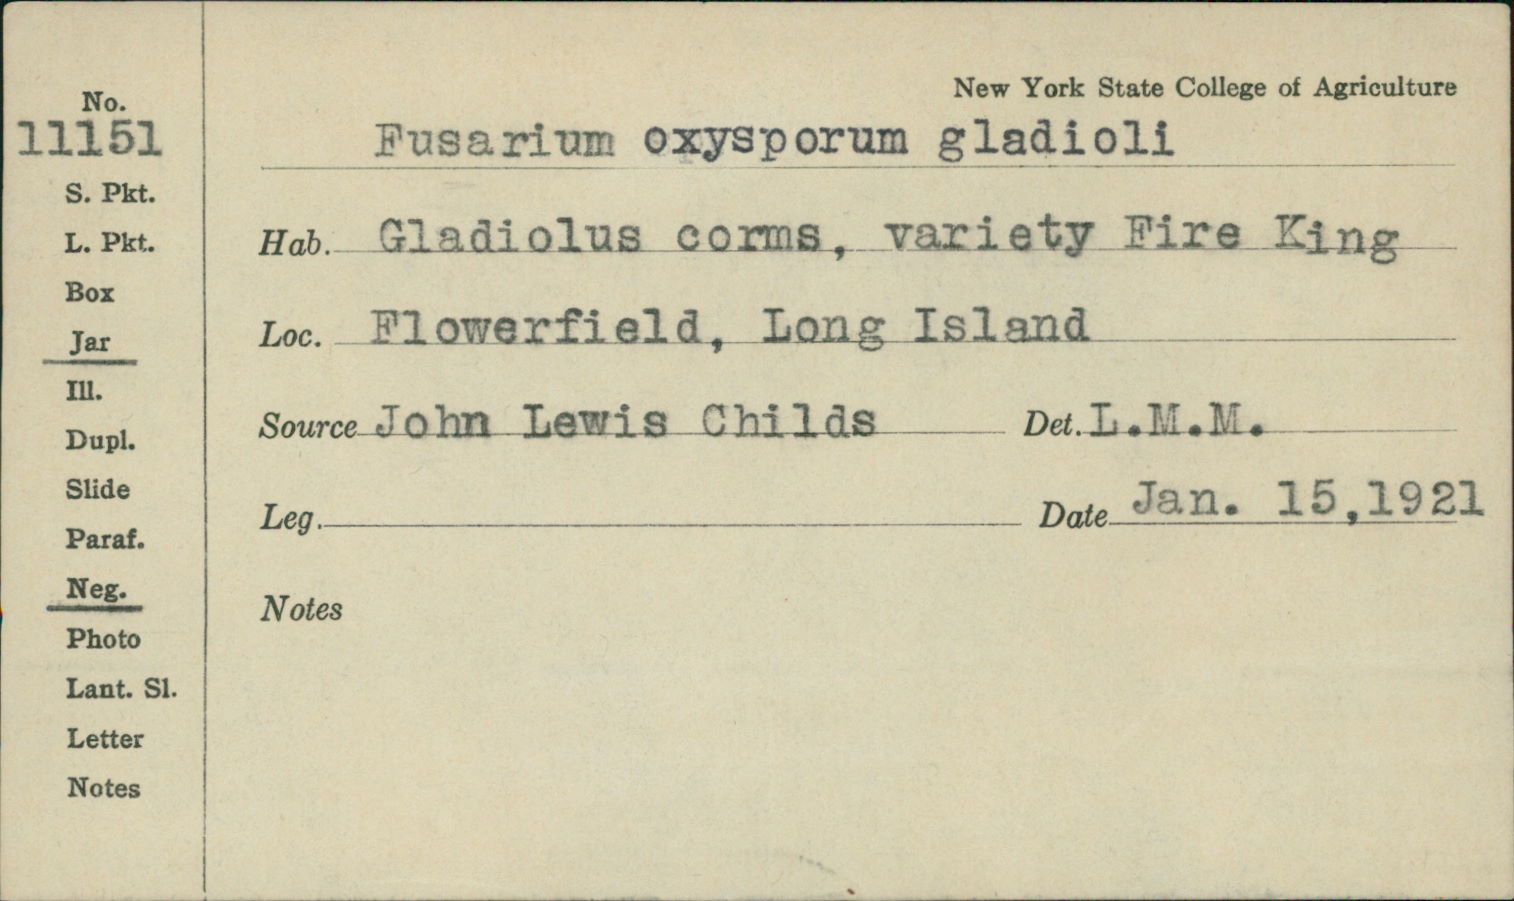 New York State College of Agriculture
No.
11151
S. Pkt.
L. Pkt.
Box
Jar
Ill.
Dupl.
Slide
Paraf.
Neg.
Photo
Lant. Sl.
Letter
Notes
Fusarium oxysporum gladioli
Hab. Gladiolus corms, variety Fire King
Loc. Flowerfield, Long Island
Source John Lewis Childs Det. L.M.M.
Leg. Date Jan. 15,1921
Notes